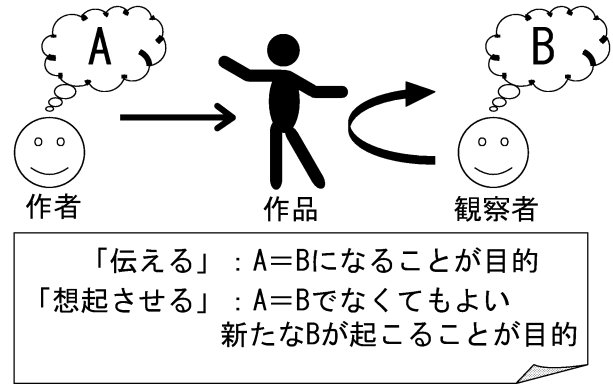 A
B
作者
作品
観察者
「伝える」：A＝Bになることが目的
「想起させる」：A＝Bでなくてもよい
新たなBが起こることが目的